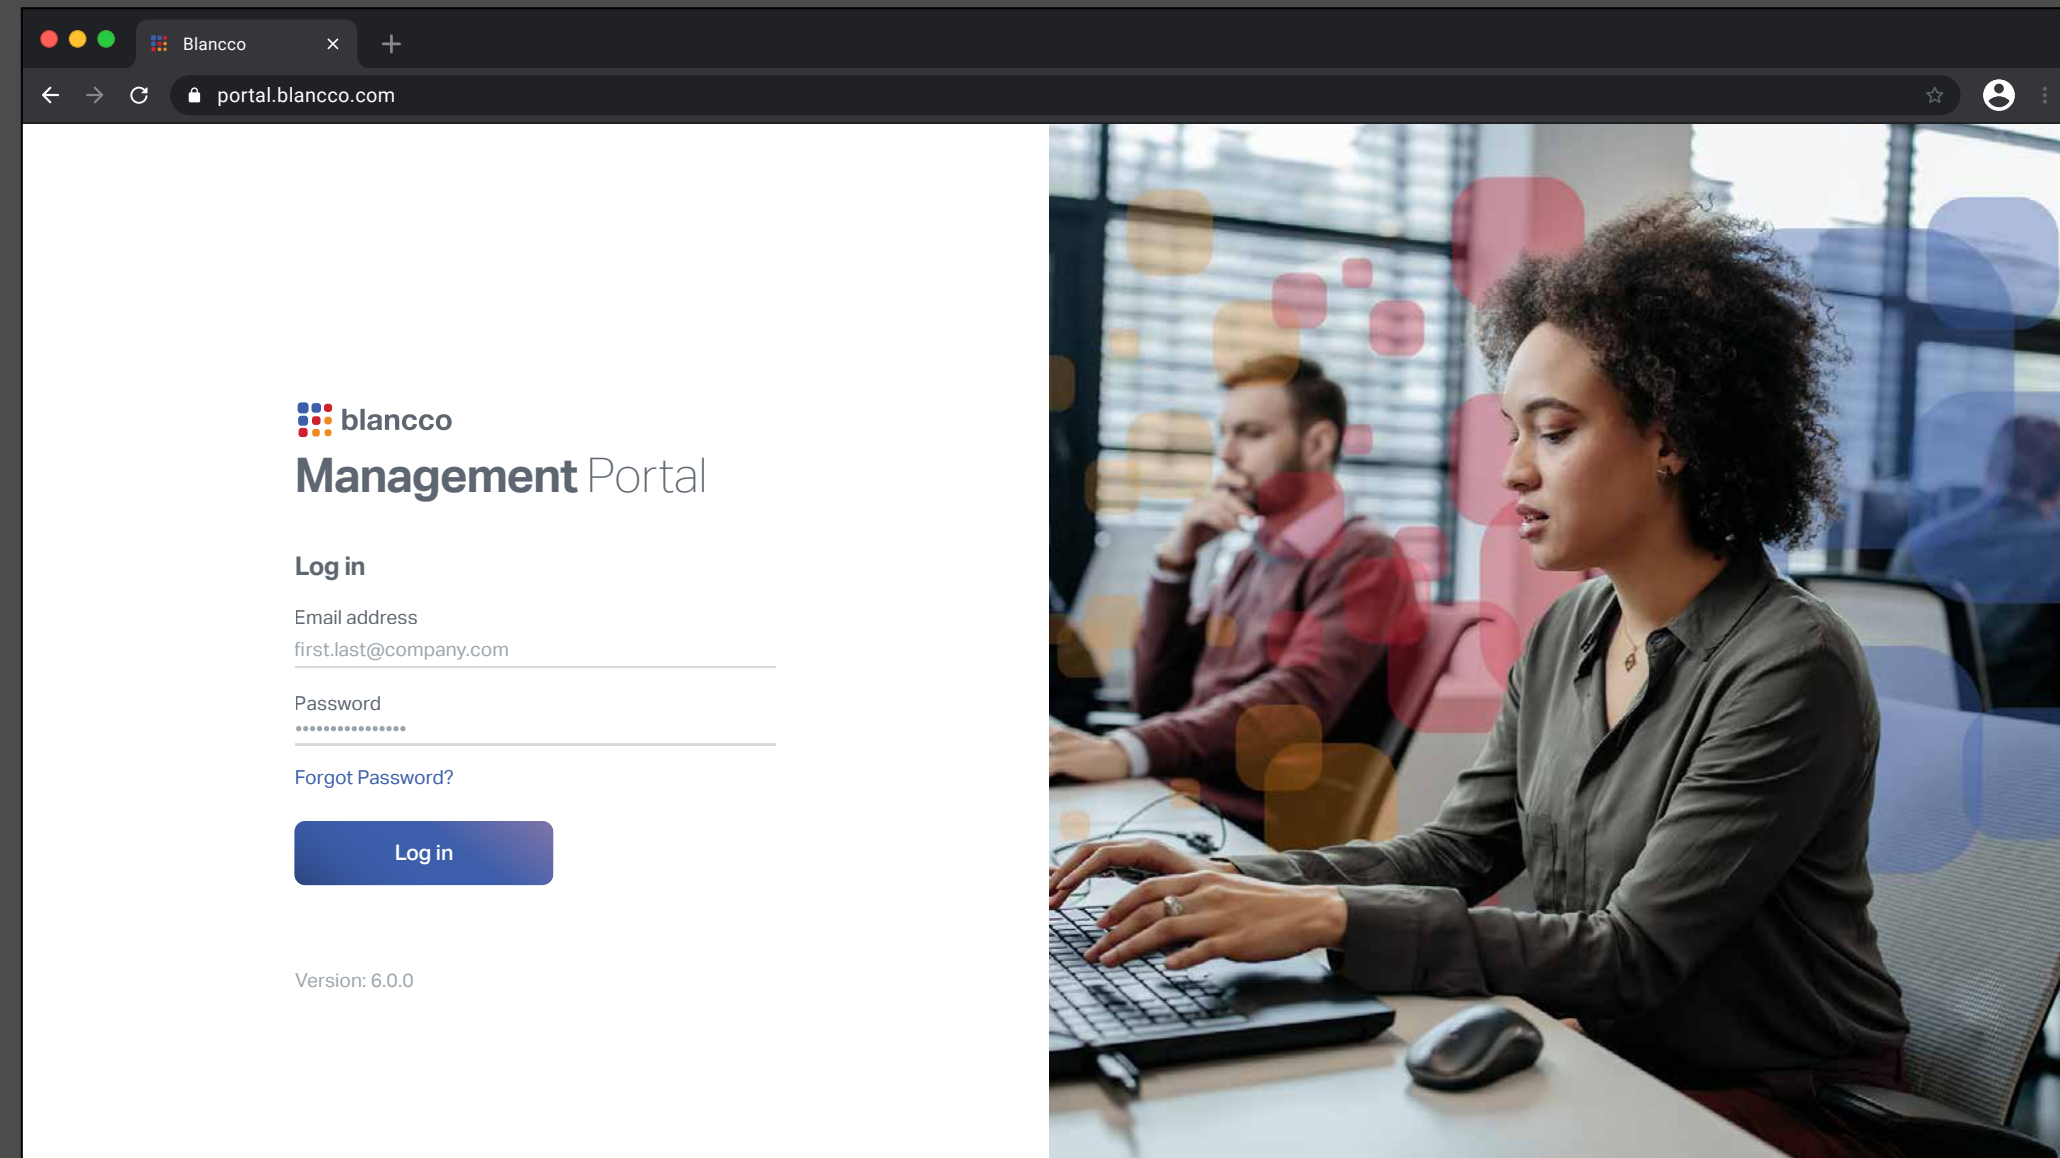 Blancco
portal.blancco.com
blancco
Management Portal
Log in
Email address
first.last@company.com
Password
••••••••••••••••
Forgot Password?
Log in
Version: 6.0.0